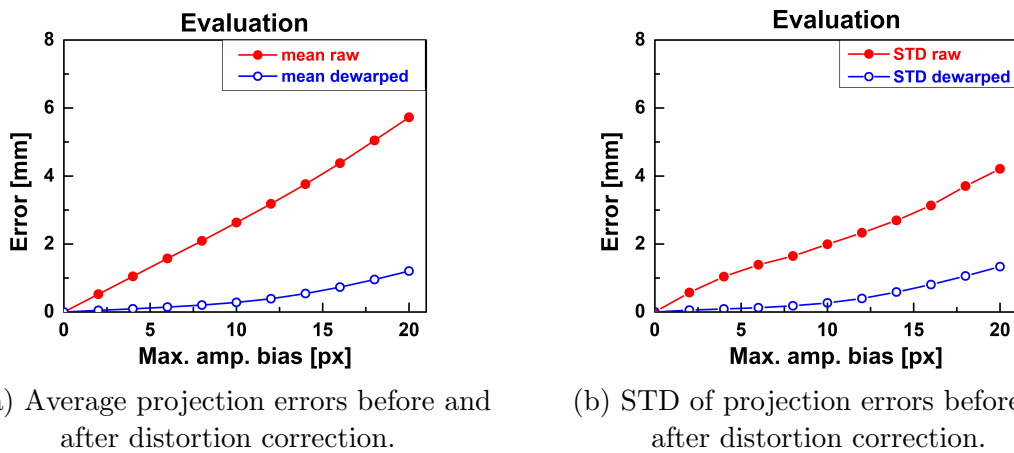 Evaluation
8
6
4
2
0
0
5
10
15
20
Error [mm]
Max. amp. bias [px]
mean raw
mean dewarped
) Average projection errors before and
after distortion correction.
Evaluation
8
6
4
2
0
0
5
10
15
20
Error [mm]
Max. amp. bias [px]
STD raw
STD dewarped
(b) STD of projection errors before
after distortion correction.